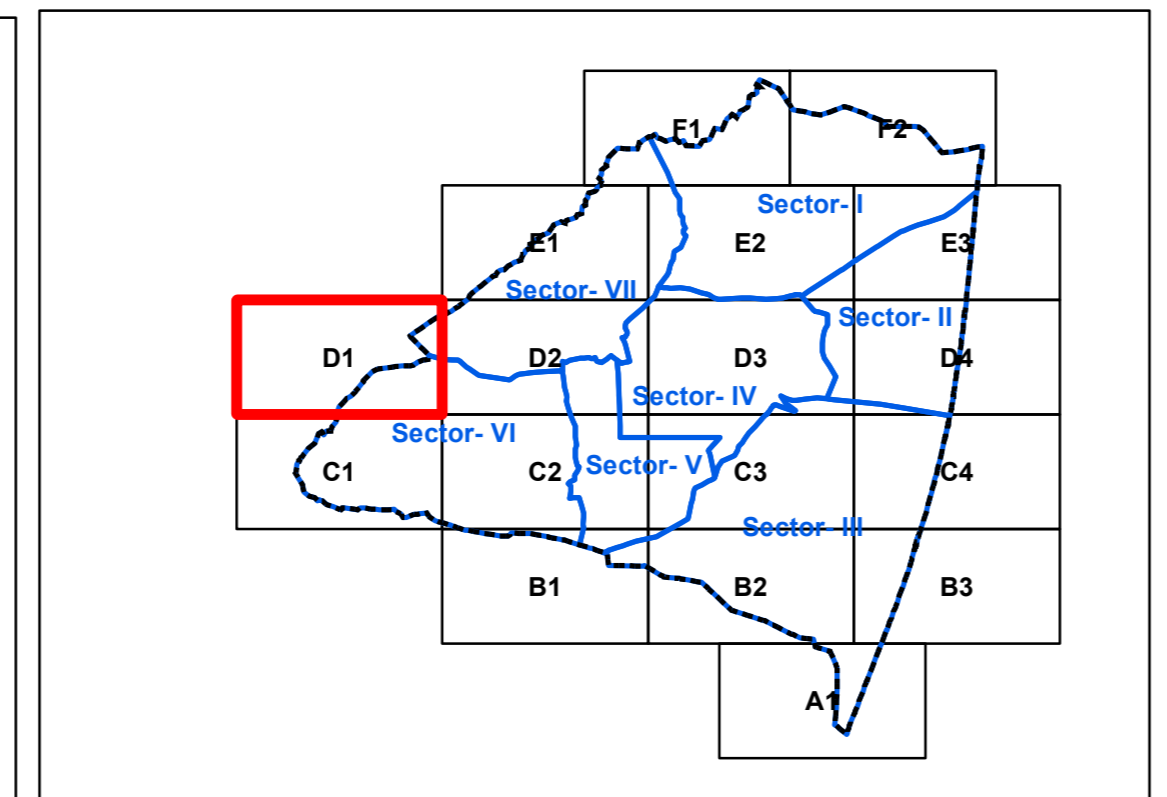 F1 F2
Sector- I
E1 E2 E3
Sector- VII
Sector- II
D1 D2 D3 D4
Sector- IV
Sector- VI
Sector- V
C1 C2 C3 C4
Sector- III
B1 B2 B3
A1